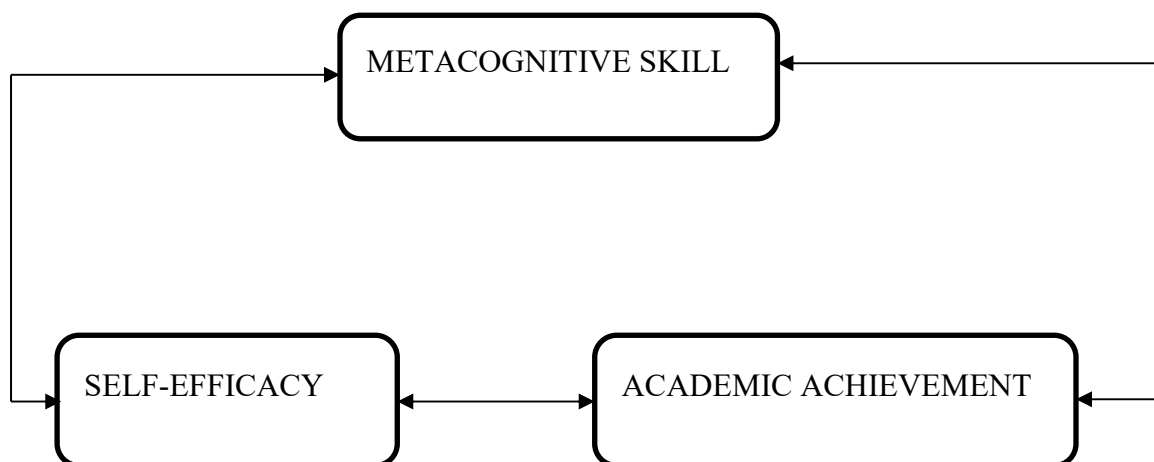 METACOGNITIVE SKILL
SELF-EFFICACY
ACADEMIC ACHIEVEMENT